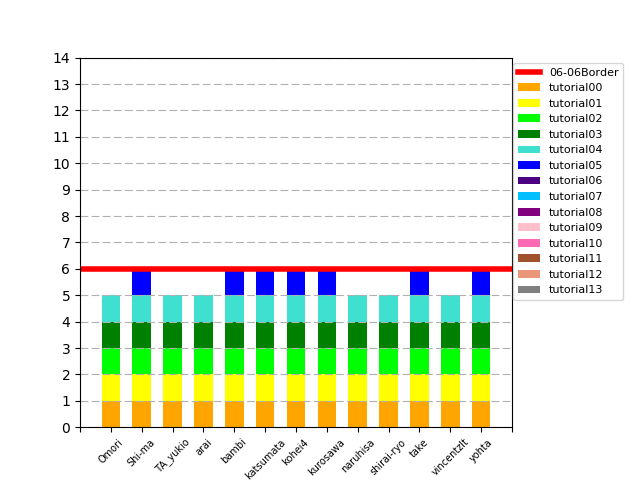 14
13
12
11
10
9
8
7
6
5
4
3
2
1
0
Omori
Shi-ma
TA_yukio
arai
bambi
katsumata
kohei4
kurosawa
naruhisa
shirai-ryo
take
vincentzlt
yohta
06-06Border
tutorial00
tutorial01
tutorial02
tutorial03
tutorial04
tutorial05
tutorial06
tutorial07
tutorial08
tutorial09
tutorial10
tutorial11
tutorial12
tutorial13